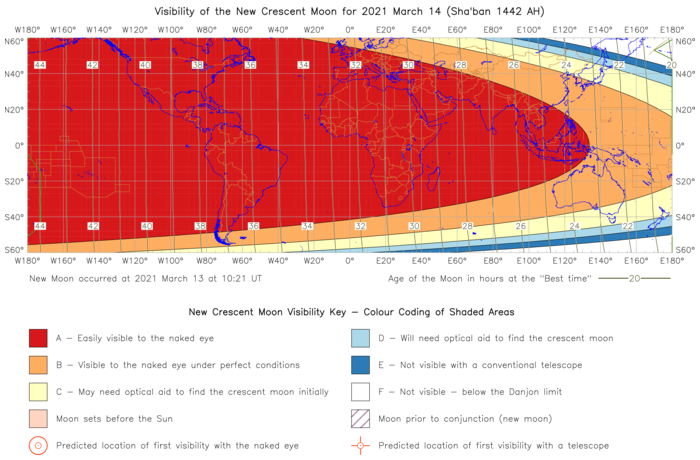 Visibility of the New Crescent Moon for 2021 March 14 (Sha'ban 1442 AH)
W180° W160° W140° W120° W100° W80° W60° W40° W20° 0° E20° E40° E60° E80° E100° E120° E140° E160° E180°
N60° N60°
44 42 40 38 36 34 32 30 28 26 24 22 20
N40° N40°
N20° N20°
0° 0°
S20° S20°
S40° S40°
44 42 40 38 36 34 32 30 28 26 24 22
S60° S60°
W180° W160° W140° W120° W100° W80° W60° W40° W20° 0° E20° E40° E60° E80° E100° E120° E140° E160° E180°
New Moon occurred at 2021 March 13 at 10:21 UT Age of the Moon in hours at the "Best time" 20
New Crescent Moon Visibility Key – Colour Coding of Shaded Areas
A – Easily visible to the naked eye D – Will need optical aid to find the crescent moon
B – Visible to the naked eye under perfect conditions E – Not visible with a conventional telescope
C – May need optical aid to find the crescent moon initially F – Not visible – below the Danjon limit
Moon sets before the Sun Moon prior to conjunction (new moon)
Predicted location of first visibility with the naked eye Predicted location of first visibility with a telescope